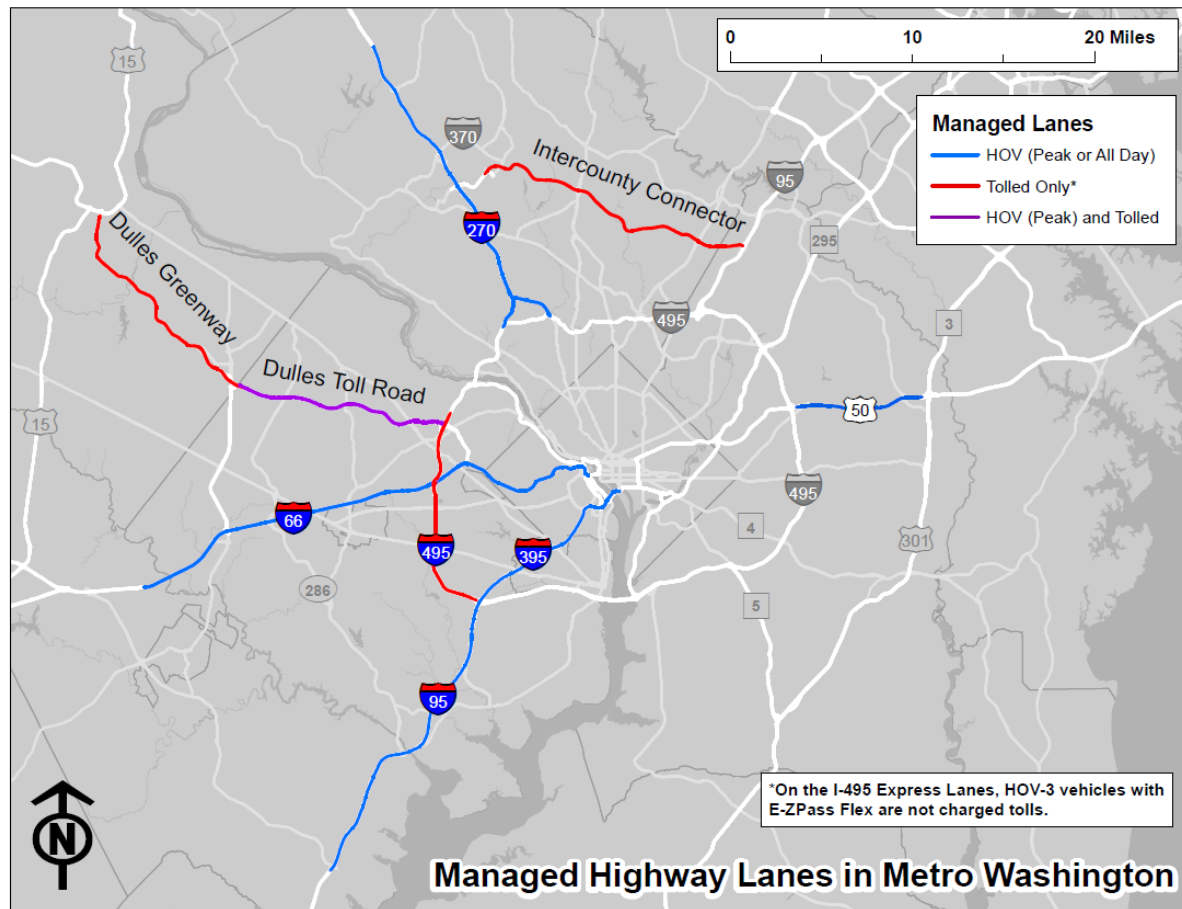 0 10 20 Miles
Managed Lanes
HOV (Peak or All Day)
Tolled Only*
HOV (Peak) and Tolled
15
370
Intercounty Connector
95
270
295
Dulles Greenway
495
3
Dulles Toll Road
50
15
66
495
4
495
395
301
286
5
95
*On the I-495 Express Lanes, HOV-3 vehicles with
E-ZPass Flex are not charged tolls.
N
Managed Highway Lanes in Metro Washington